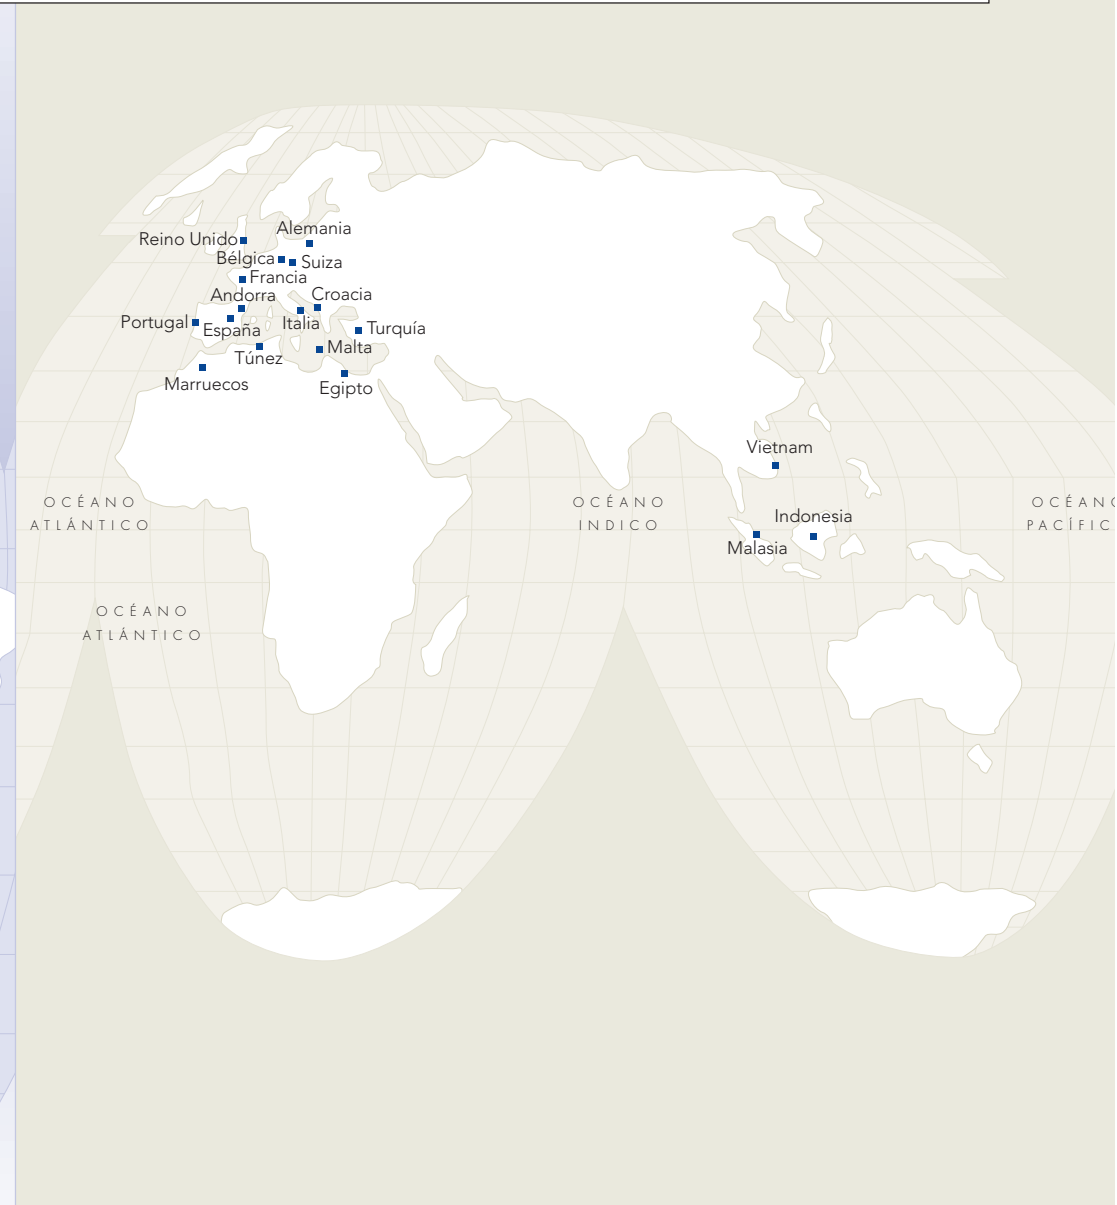 Alemania
Reino Unido
Bélgica
Suiza
Francia
Andorra
Croacia
Portugal
España
Italia
Turquía
Túnez
Malta
Marruecos
Egipto
Vietnam
OCÉANO
ATLÁNTICO
OCÉANO
INDICO
OCÉANO
PACÍFIC
Indonesia
Malasia
OCÉANO
ATLÁNTICO